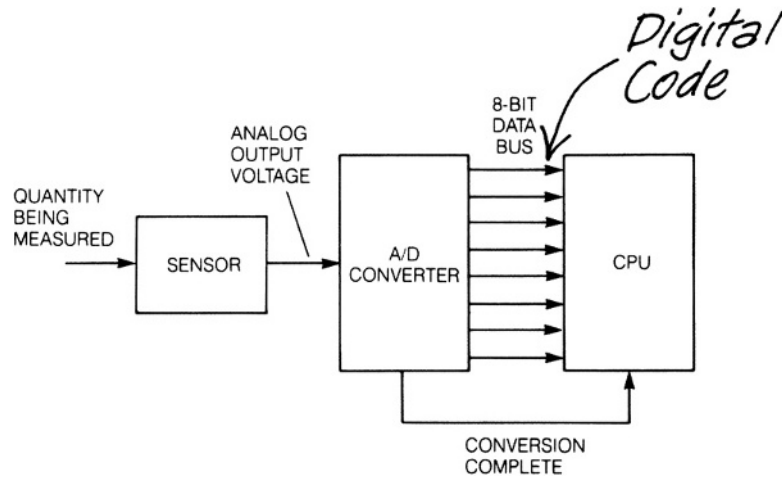 Digital
Code
8-BIT
DATA
BUS
ANALOG
OUTPUT
VOLTAGE
QUANTITY
BEING
MEASURED
SENSOR
A/D
CONVERTER
CPU
CONVERSION
COMPLETE